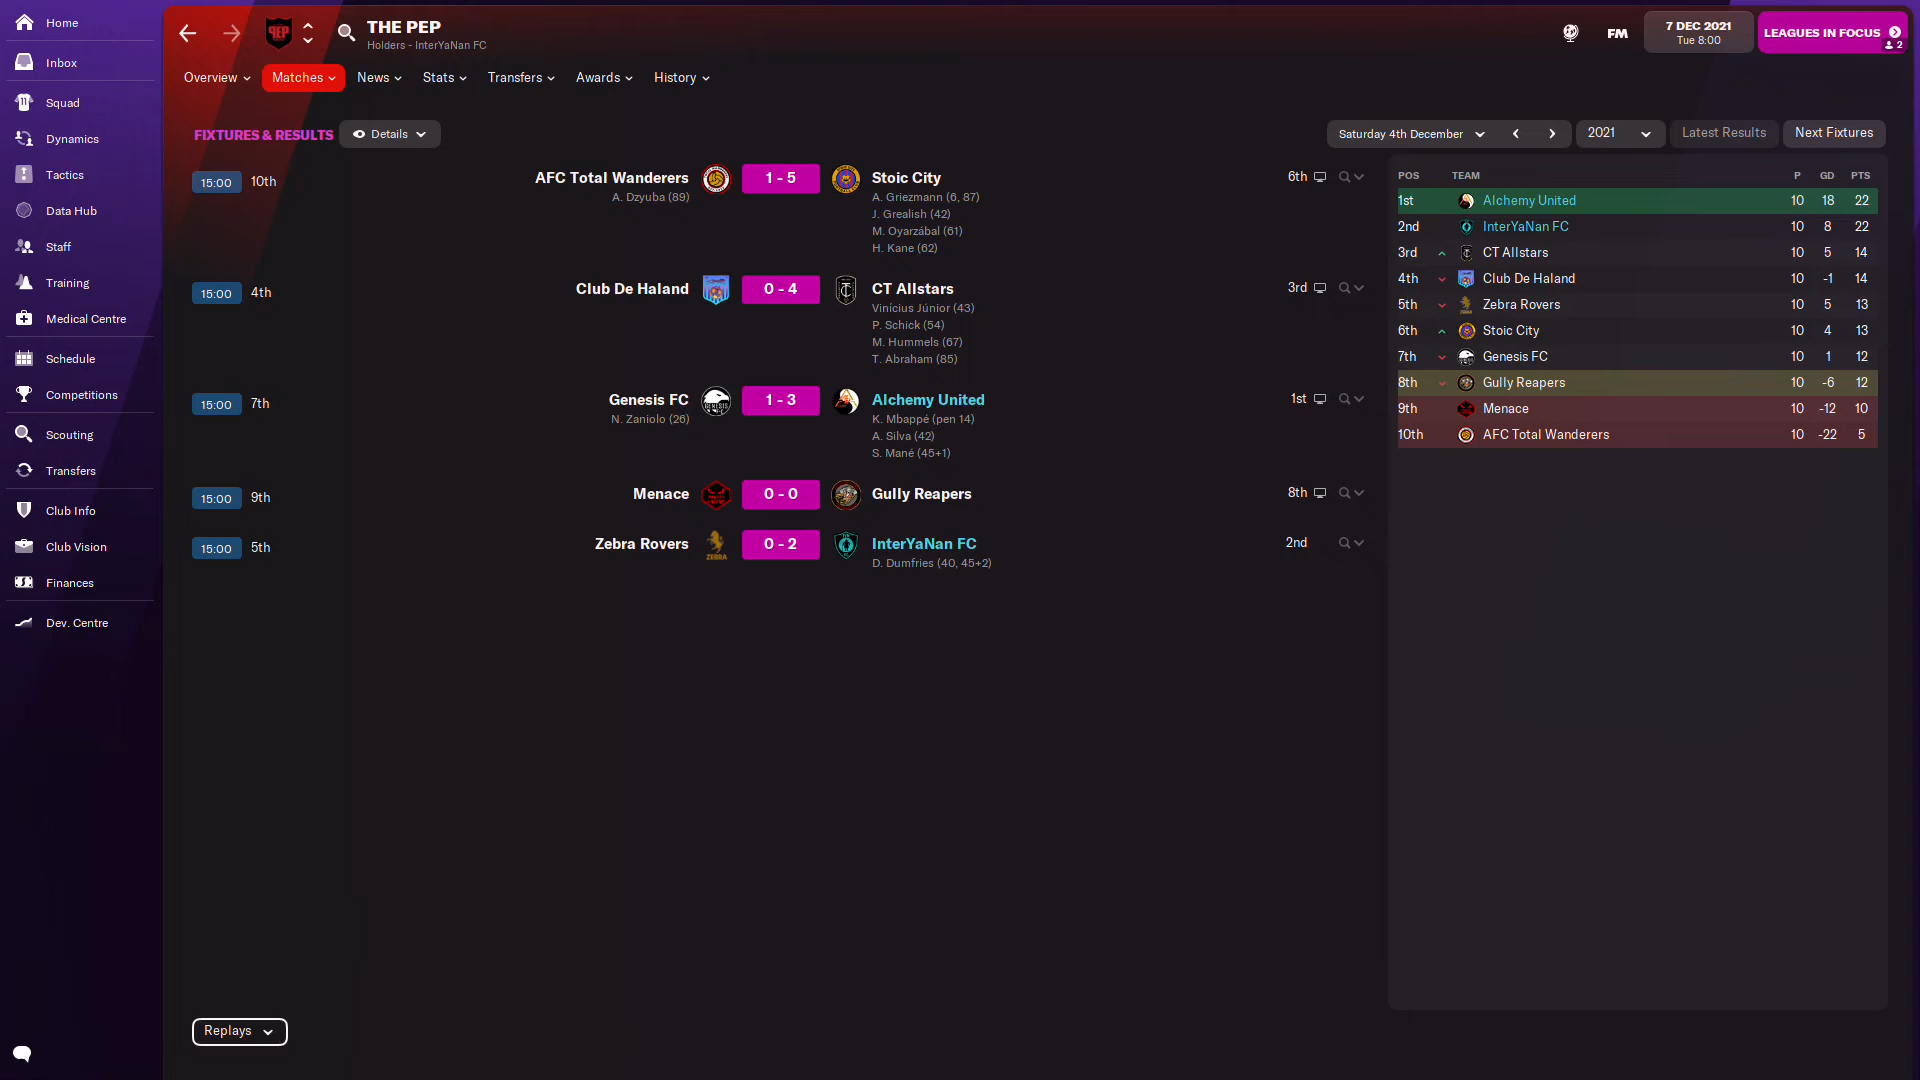 Home
Inbox
Squad
Dynamics
Tactics
Data Hub
Staff
Training
Medical Centre
Schedule
Competitions
Scouting
Transfers
Club Info
Club Vision
Finances
Dev. Centre
PEP
THE PEP
Holders - InterYaNan FC
FM
7 DEC 2021
Tue 8:00
LEAGUES IN FOCUS
2
Overview Matches News Stats Transfers Awards History
FIXTURES & RESULTS Details
Saturday 4th December 2021 Latest Results Next Fixtures
15:00 10th AFC Total Wanderers 1 - 5 Stoic City 6th
A. Dzyuba (89) A. Griezmann (6, 87)
J. Grealish (42)
M. Oyarzábal (61)
H. Kane (62)
15:00 4th Club De Haland 0 - 4 CT Allstars 3rd
Vinícius Júnior (43)
P. Schick (54)
M. Hummels (67)
T. Abraham (85)
15:00 7th Genesis FC 1 - 3 Alchemy United 1st
N. Zaniolo (26) K. Mbappé (pen 14)
A. Silva (42)
S. Mané (45+1)
15:00 9th Menace 0 - 0 Gully Reapers 8th
15:00 5th Zebra Rovers ZEBRA 0 - 2 InterYaNan FC 2nd
D. Dumfries (40, 45+2)
POS TEAM P GD PTS
1st Alchemy United 10 18 22
2nd InterYaNan FC 10 8 22
3rd CT Allstars 10 5 14
4th Club De Haland 10 -1 14
5th Zebra Rovers 10 5 13
6th Stoic City 10 4 13
7th Genesis FC 10 1 12
8th Gully Reapers 10 -6 12
9th Menace 10 -12 10
10th AFC Total Wanderers 10 -22 5
Replays